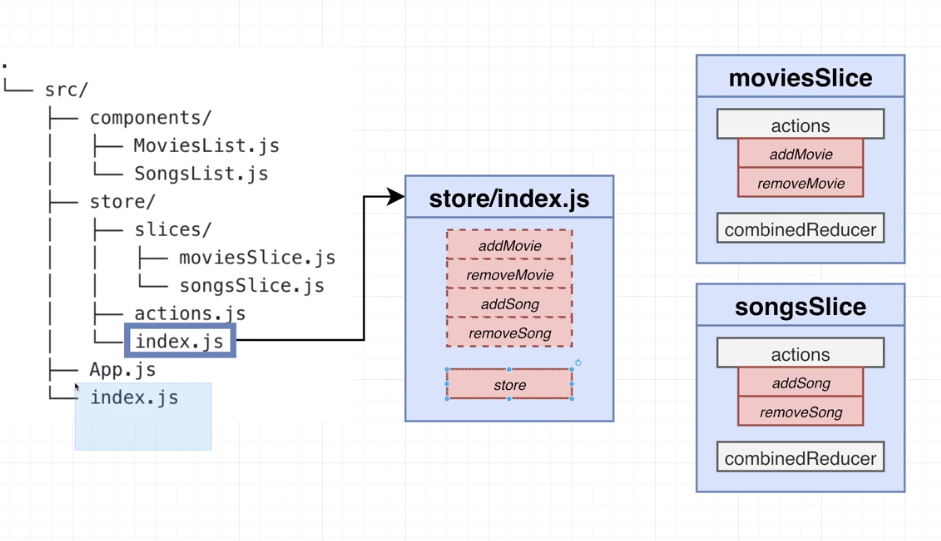 .
└── src/
├── components/
│ ├── MoviesList.js
│ └── SongsList.js
├── store/
│ ├── slices/
│ │ ├── moviesSlice.js
│ │ └── songsSlice.js
│ ├── actions.js
│ └── index.js
├── App.js
└── index.js
store/index.js
addMovie
removeMovie
addSong
removeSong
store
moviesSlice
actions
addMovie
removeMovie
combinedReducer
songsSlice
actions
addSong
removeSong
combinedReducer